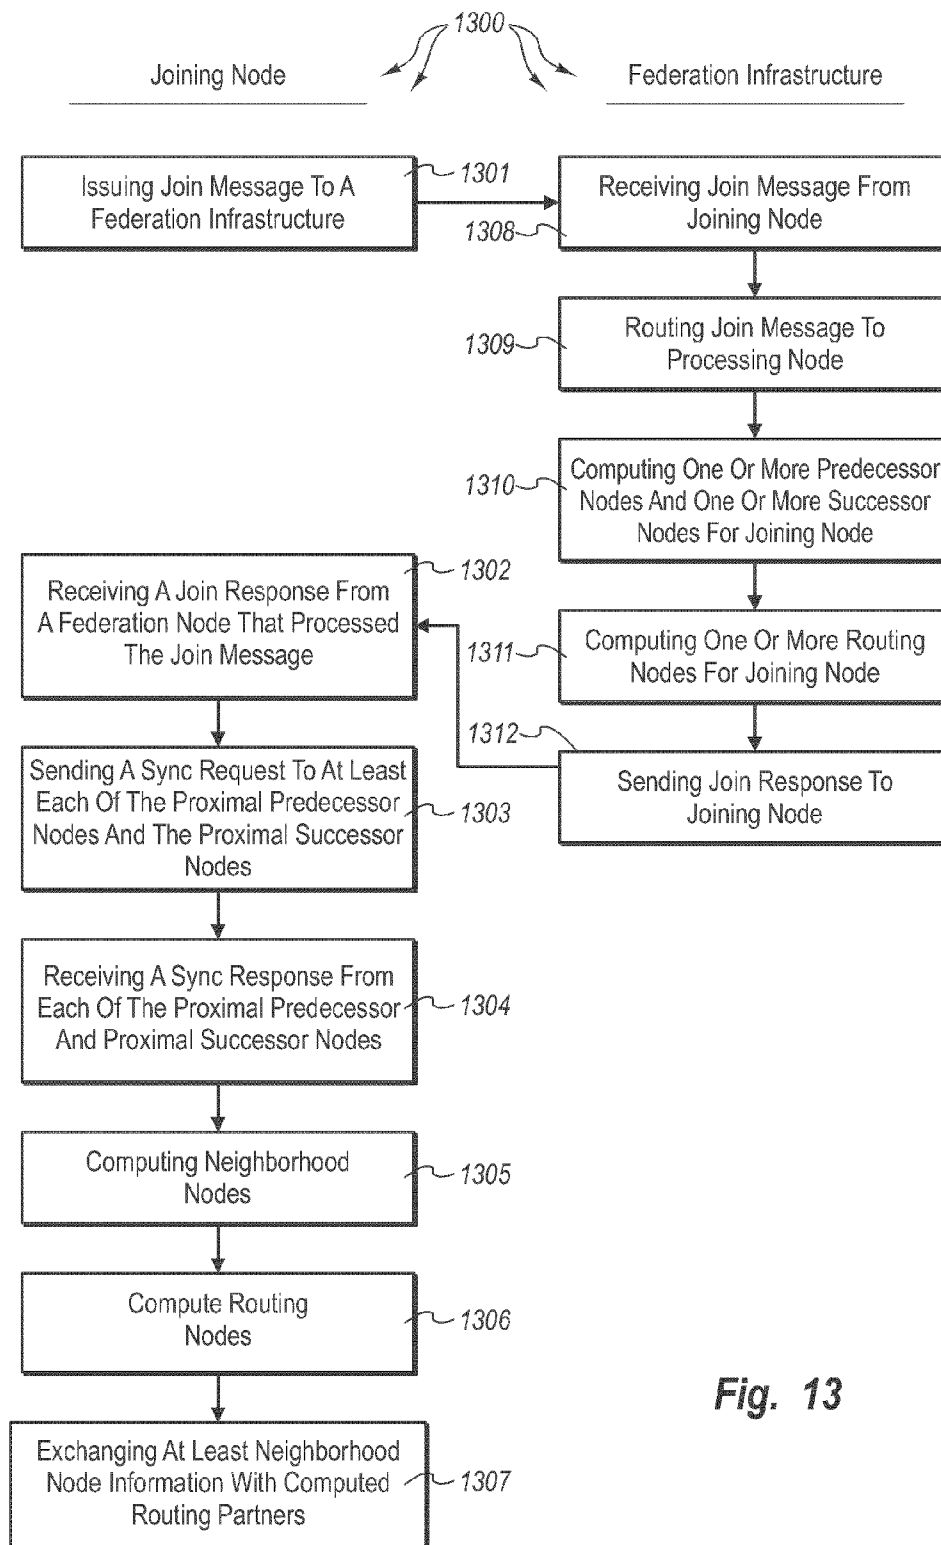 1300
Joining Node
Federation Infrastructure
Issuing Join Message To A
Federation Infrastructure
1301
Receiving Join Message From
Joining Node
1308
Routing Join Message To
Processing Node
1309
Computing One Or More Predecessor
Nodes And One Or More Successor
Nodes For Joining Node
1310
Receiving A Join Response From
A Federation Node That Processed
The Join Message
1302
Computing One Or More Routing
Nodes For Joining Node
1311
1312
Sending Join Response To
Joining Node
Sending A Sync Request To At Least
Each Of The Proximal Predecessor
Nodes And The Proximal Successor
Nodes
1303
Receiving A Sync Response From
Each Of The Proximal Predecessor
And Proximal Successor Nodes
1304
Computing Neighborhood
Nodes
1305
Compute Routing
Nodes
1306
Fig. 13
Exchanging At Least Neighborhood
Node Information With Computed
Routing Partners
1307